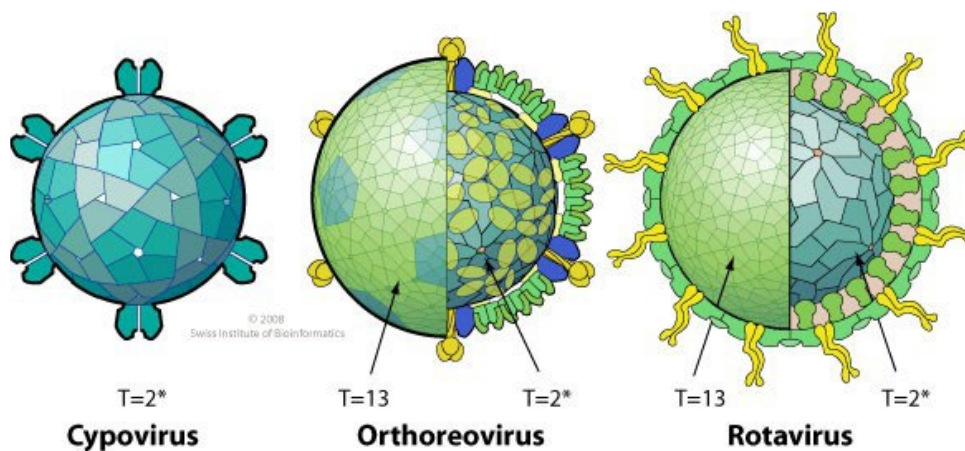 © 2008
Swiss Institute of Bioinformatics
T=2*
T=13
T=2*
T=13
T=2*
Cypovirus
Orthoreovirus
Rotavirus